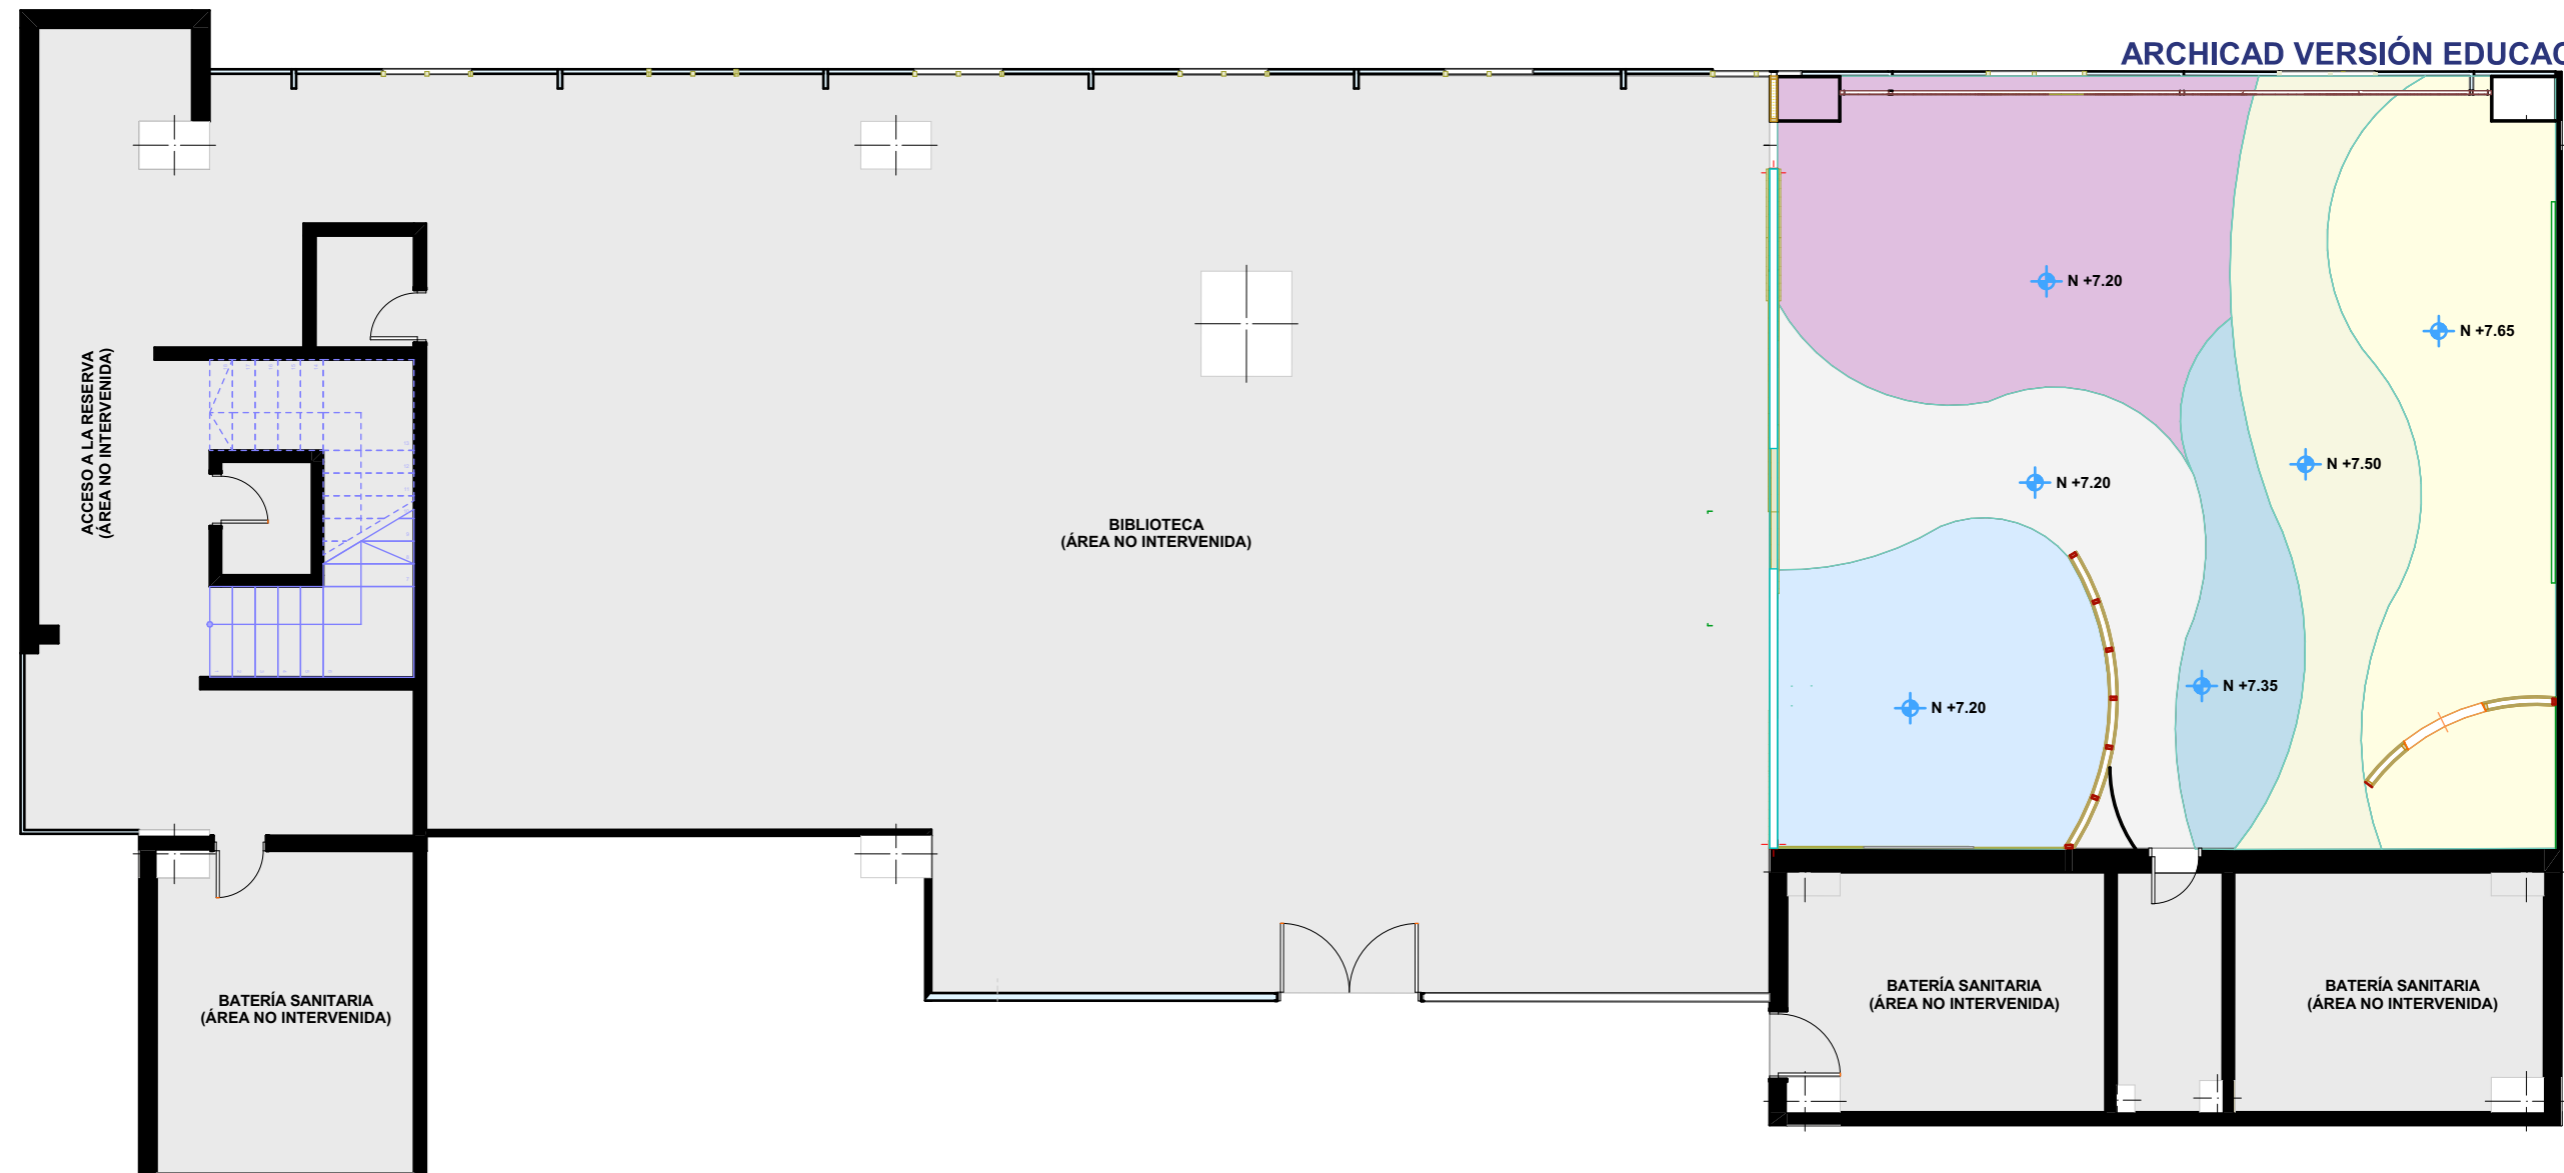 ARCHICAD VERSIÓN EDUCAC
N +7.20
N +7.65
ACCESO A LA RESERVA
(ÁREA NO INTERVENIDA)
N +7.50
N +7.20
BIBLIOTECA
(ÁREA NO INTERVENIDA)
N +7.35
N +7.20
BATERÍA SANITARIA
(ÁREA NO INTERVENIDA)
BATERÍA SANITARIA
(ÁREA NO INTERVENIDA)
BATERÍA SANITARIA
(ÁREA NO INTERVENIDA)